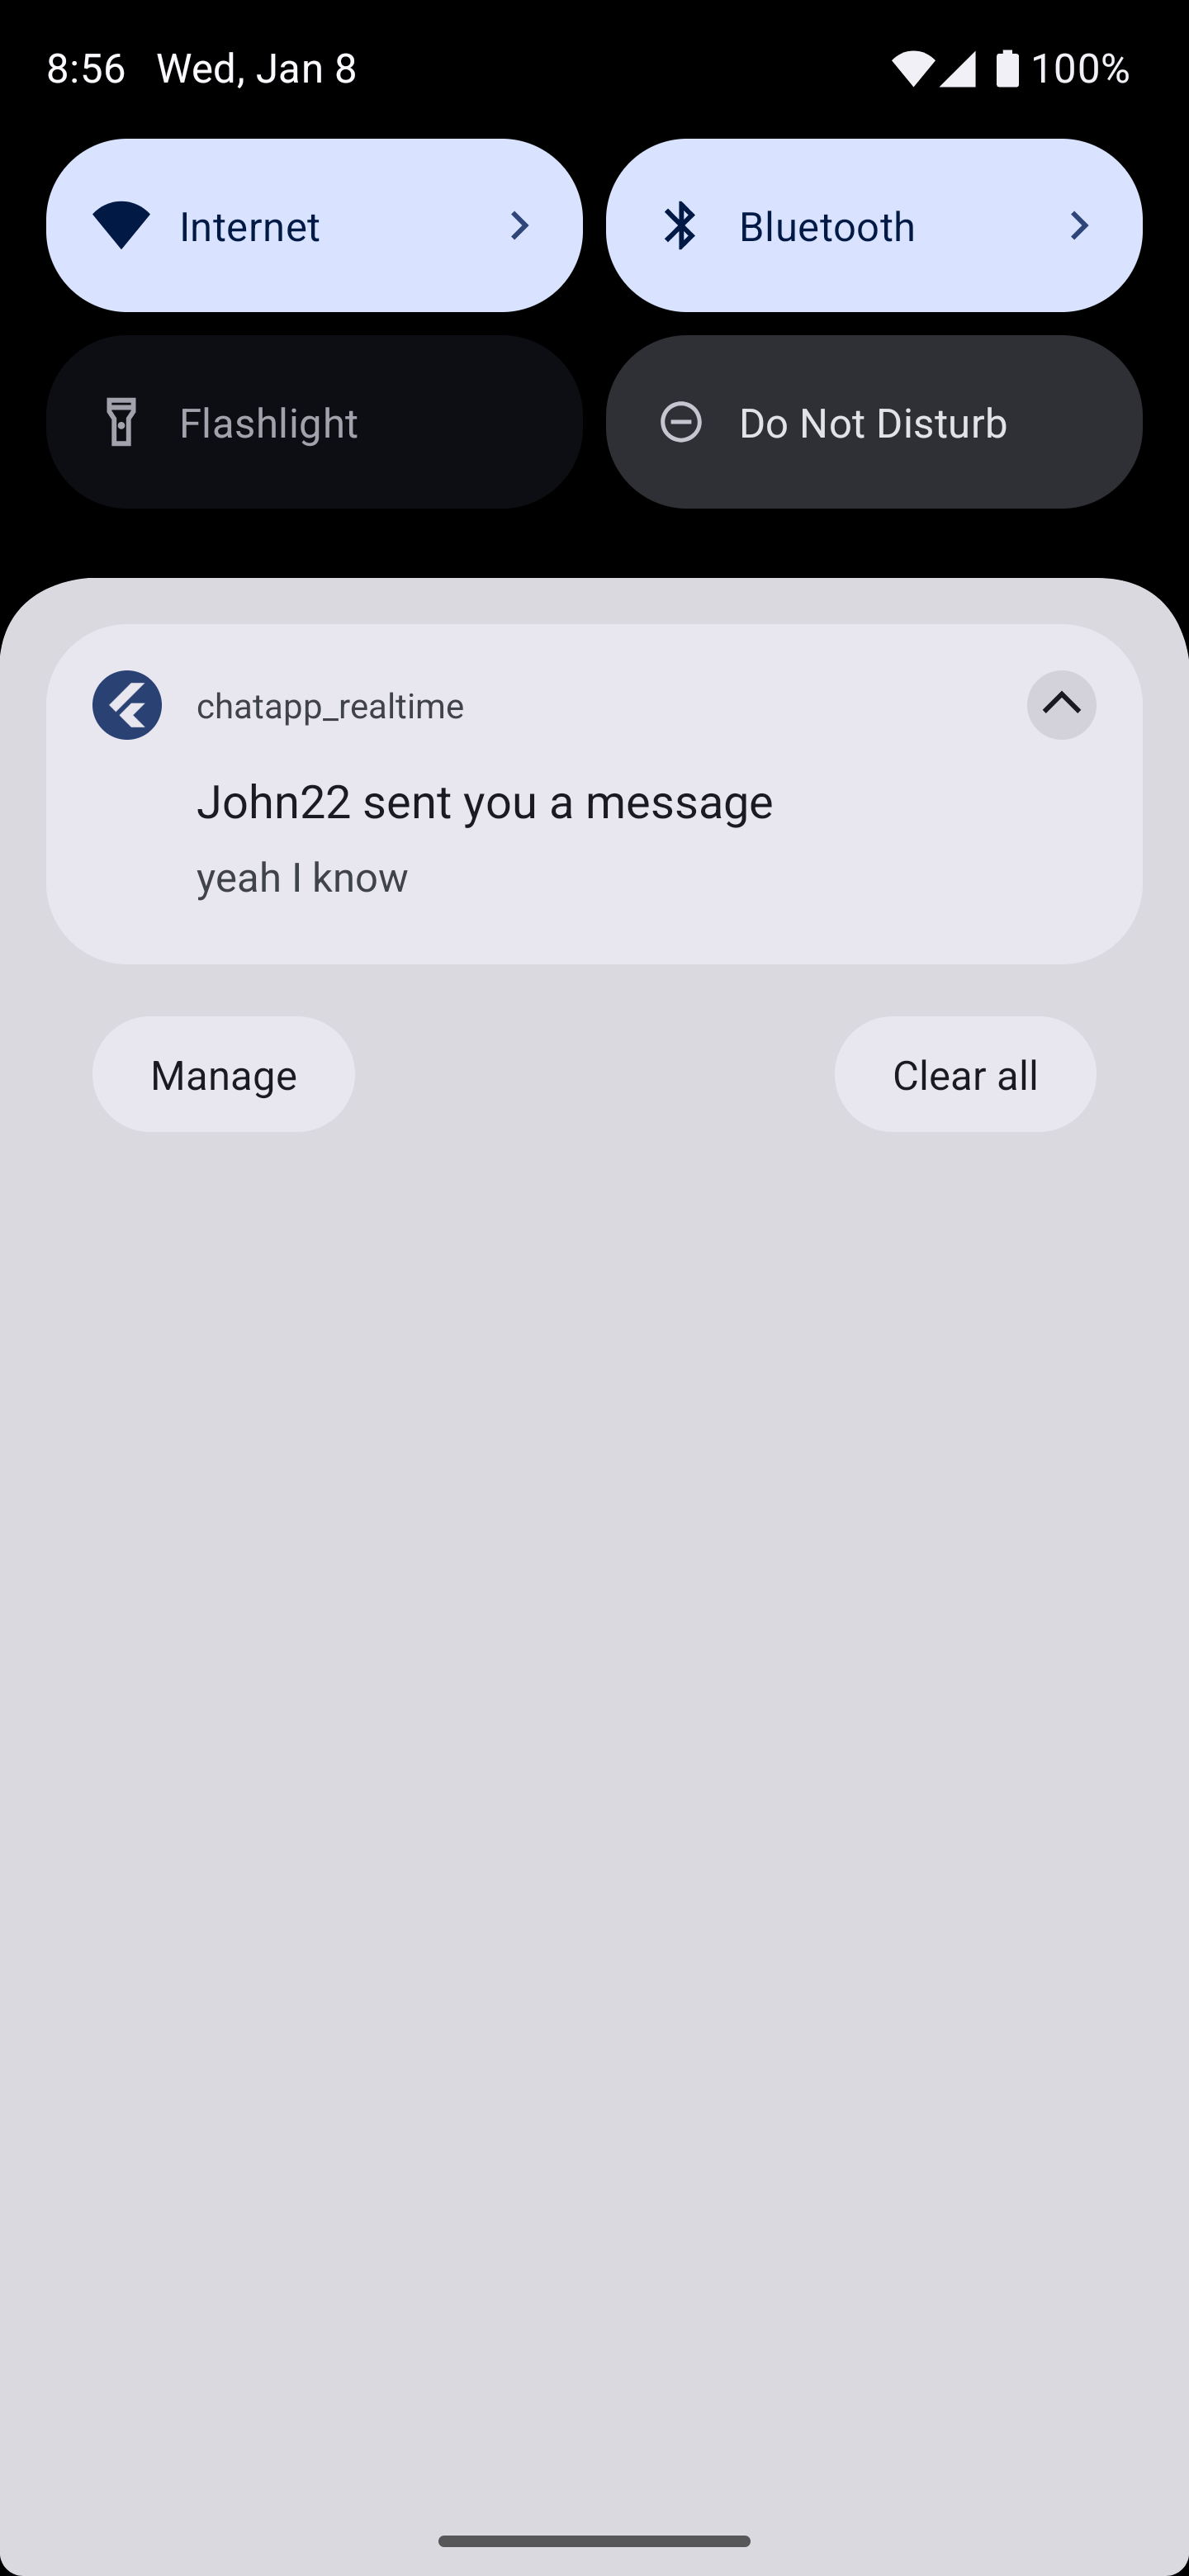 8:56 Wed, Jan 8 100%
Internet Bluetooth
Flashlight Do Not Disturb
chatapp_realtime
John22 sent you a message
yeah I know
Manage Clear all